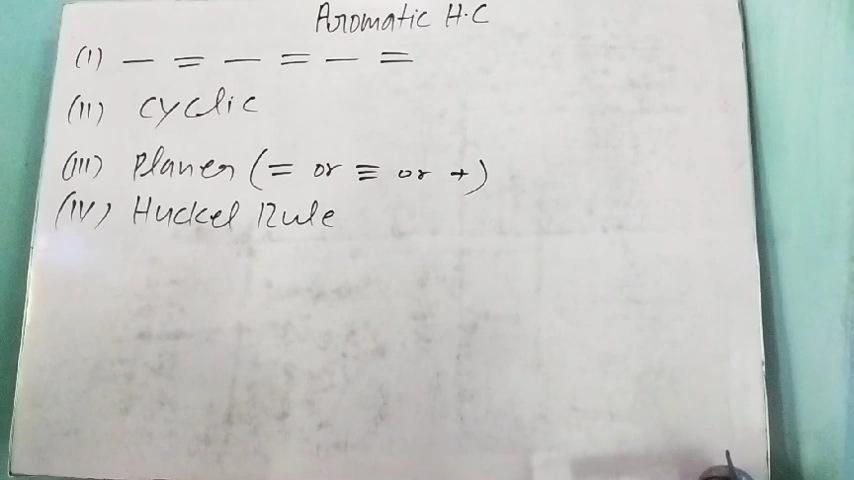 Aromatic H.C
(I) — = — = — =
(II) cyclic
(III) Planer (= or ≡ or +)
(IV) Huckel Rule